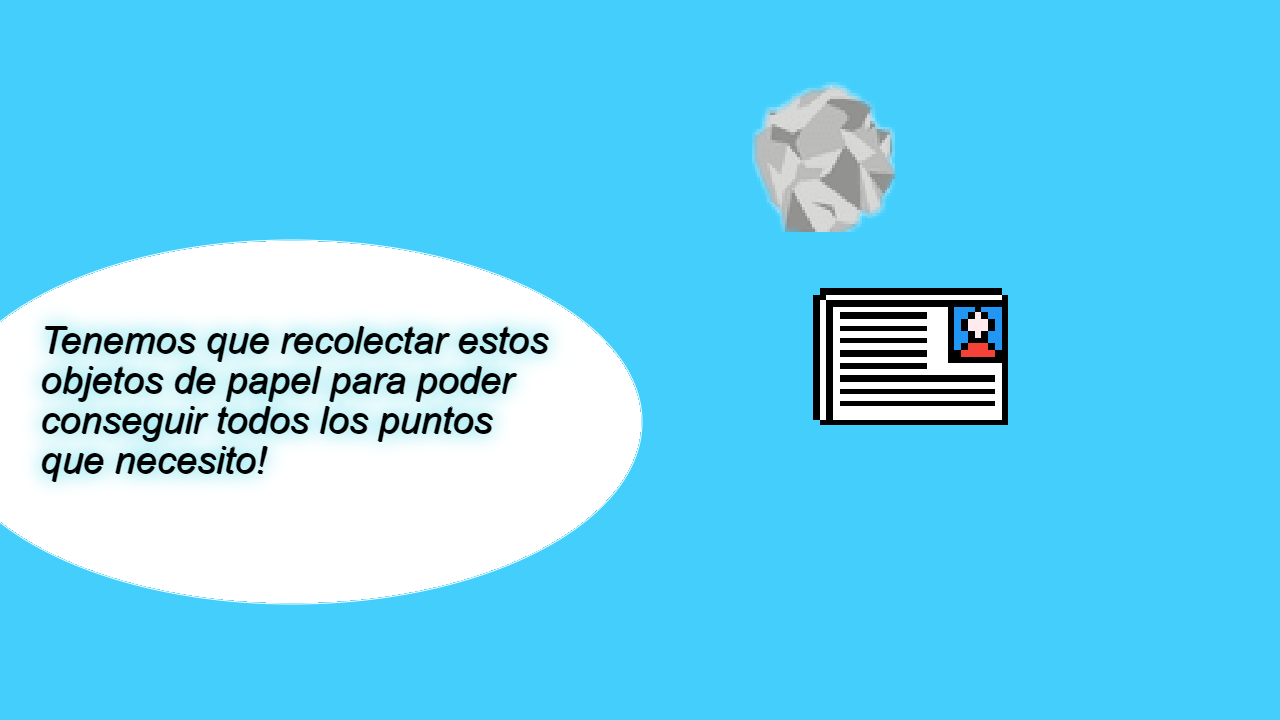 Tenemos que recolectar estos
objetos de papel para poder
conseguir todos los puntos
que necesito!